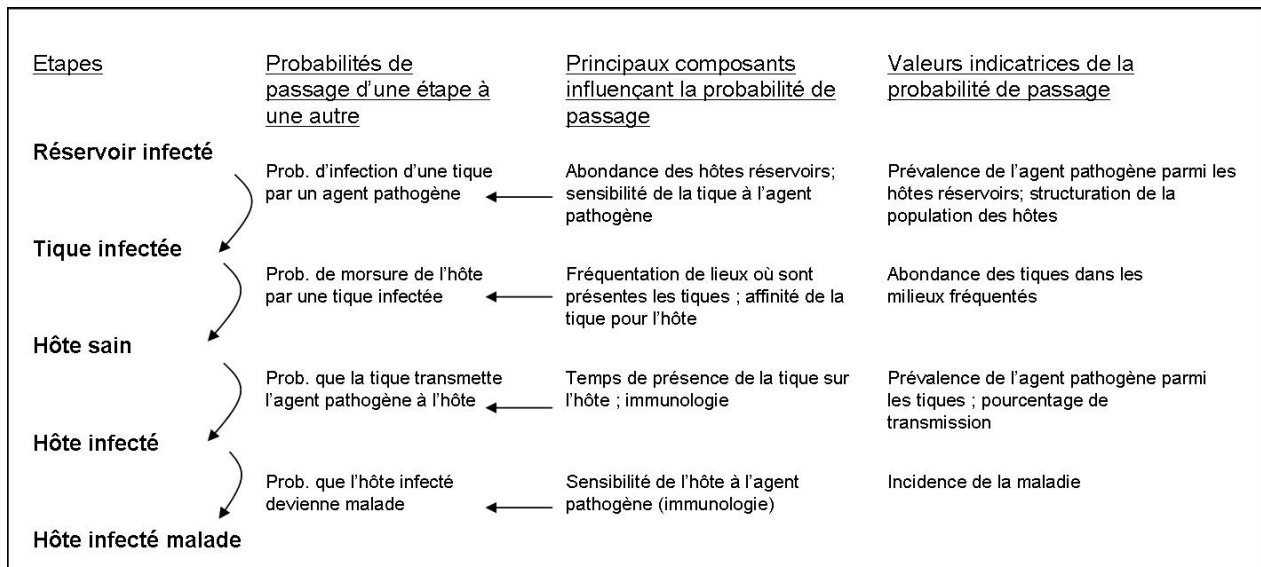 Etapes
Probabilités de
passage d'une étape à
une autre
Principaux composants
influençant la probabilité de
passage
Valeurs indicatrices de la
probabilité de passage
Réservoir infecté
Prob. d'infection d'une tique
par un agent pathogène
Abondance des hôtes réservoirs;
sensibilité de la tique à l'agent
pathogène
Prévalence de l'agent pathogène parmi les
hôtes réservoirs; structuration de la
population des hôtes
Tique infectée
Prob. de morsure de l'hôte
par une tique infectée
Fréquentation de lieux où sont
présentes les tiques ; affinité de la
tique pour l'hôte
Abondance des tiques dans les
milieux fréquentés
Hôte sain
Prob. que la tique transmette
l'agent pathogène à l'hôte
Temps de présence de la tique sur
l'hôte ; immunologie
Prévalence de l'agent pathogène parmi
les tiques ; pourcentage de
transmission
Hôte infecté
Prob. que l'hôte infecté
devienne malade
Sensibilité de l'hôte à l'agent
pathogène (immunologie)
Incidence de la maladie
Hôte infecté malade